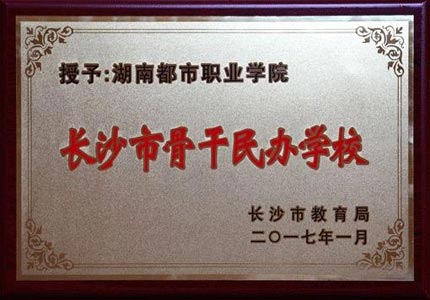 授予:湖南都市职业学院
长沙市骨干民办学校
长沙市教育局
二〇一七年一月